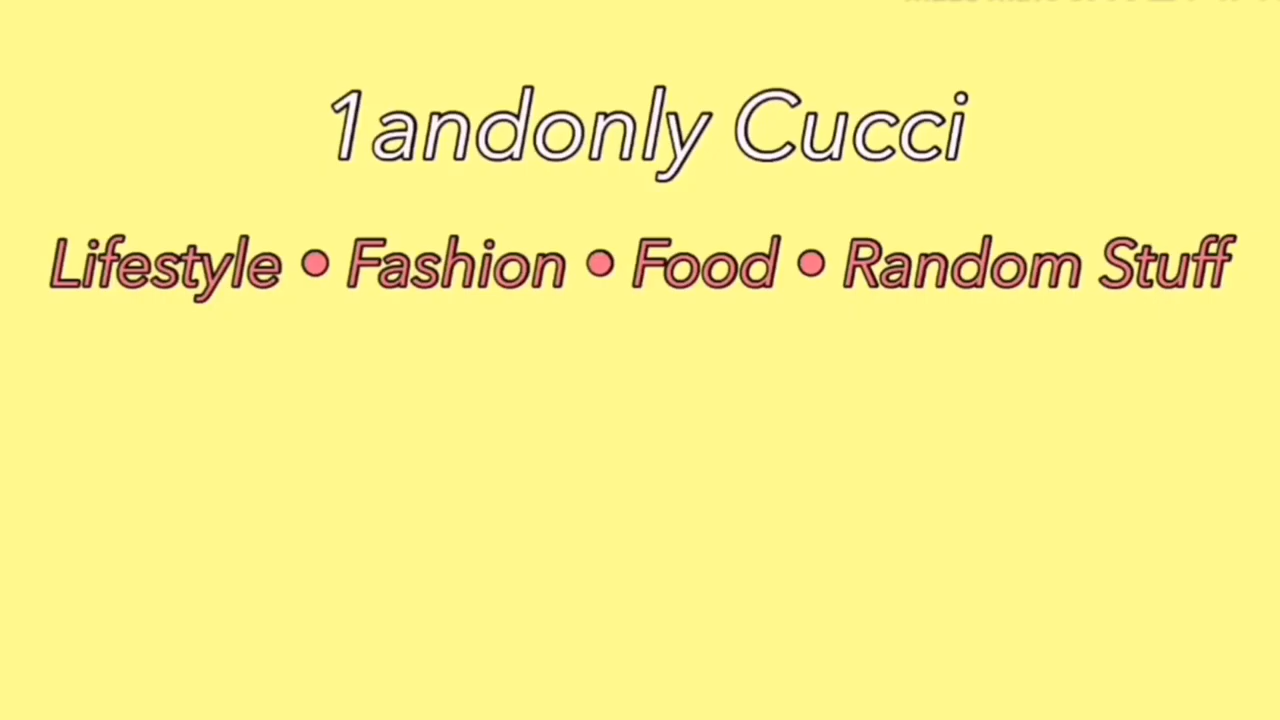 1andonly Cucci
Lifestyle • Fashion • Food • Random Stuff